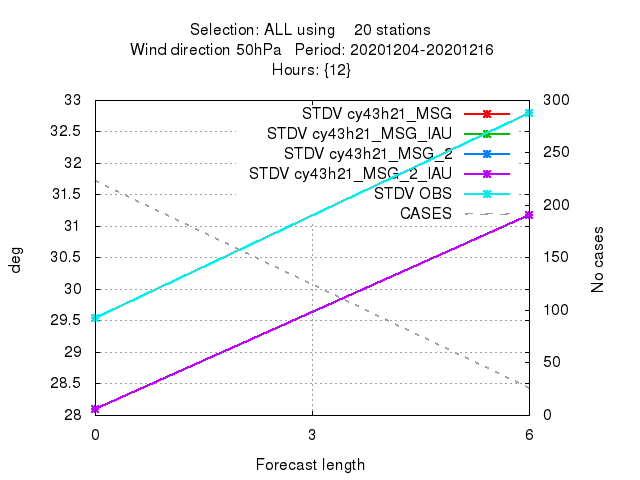 Selection: ALL using 20 stations
Wind direction 50hPa Period: 20201204-20201216
Hours: {12}
33 300
STDV cy43h21_MSG
32.5
STDV cy43h21_MSG_IAU
250
STDV cy43h21_MSG_2
32
STDV cy43h21_MSG_2_IAU
31.5
STDV OBS
200
CASES
31
30.5 150
30
29.5 100
29
50
28.5
28 0
deg
No cases
0 3 6
Forecast length